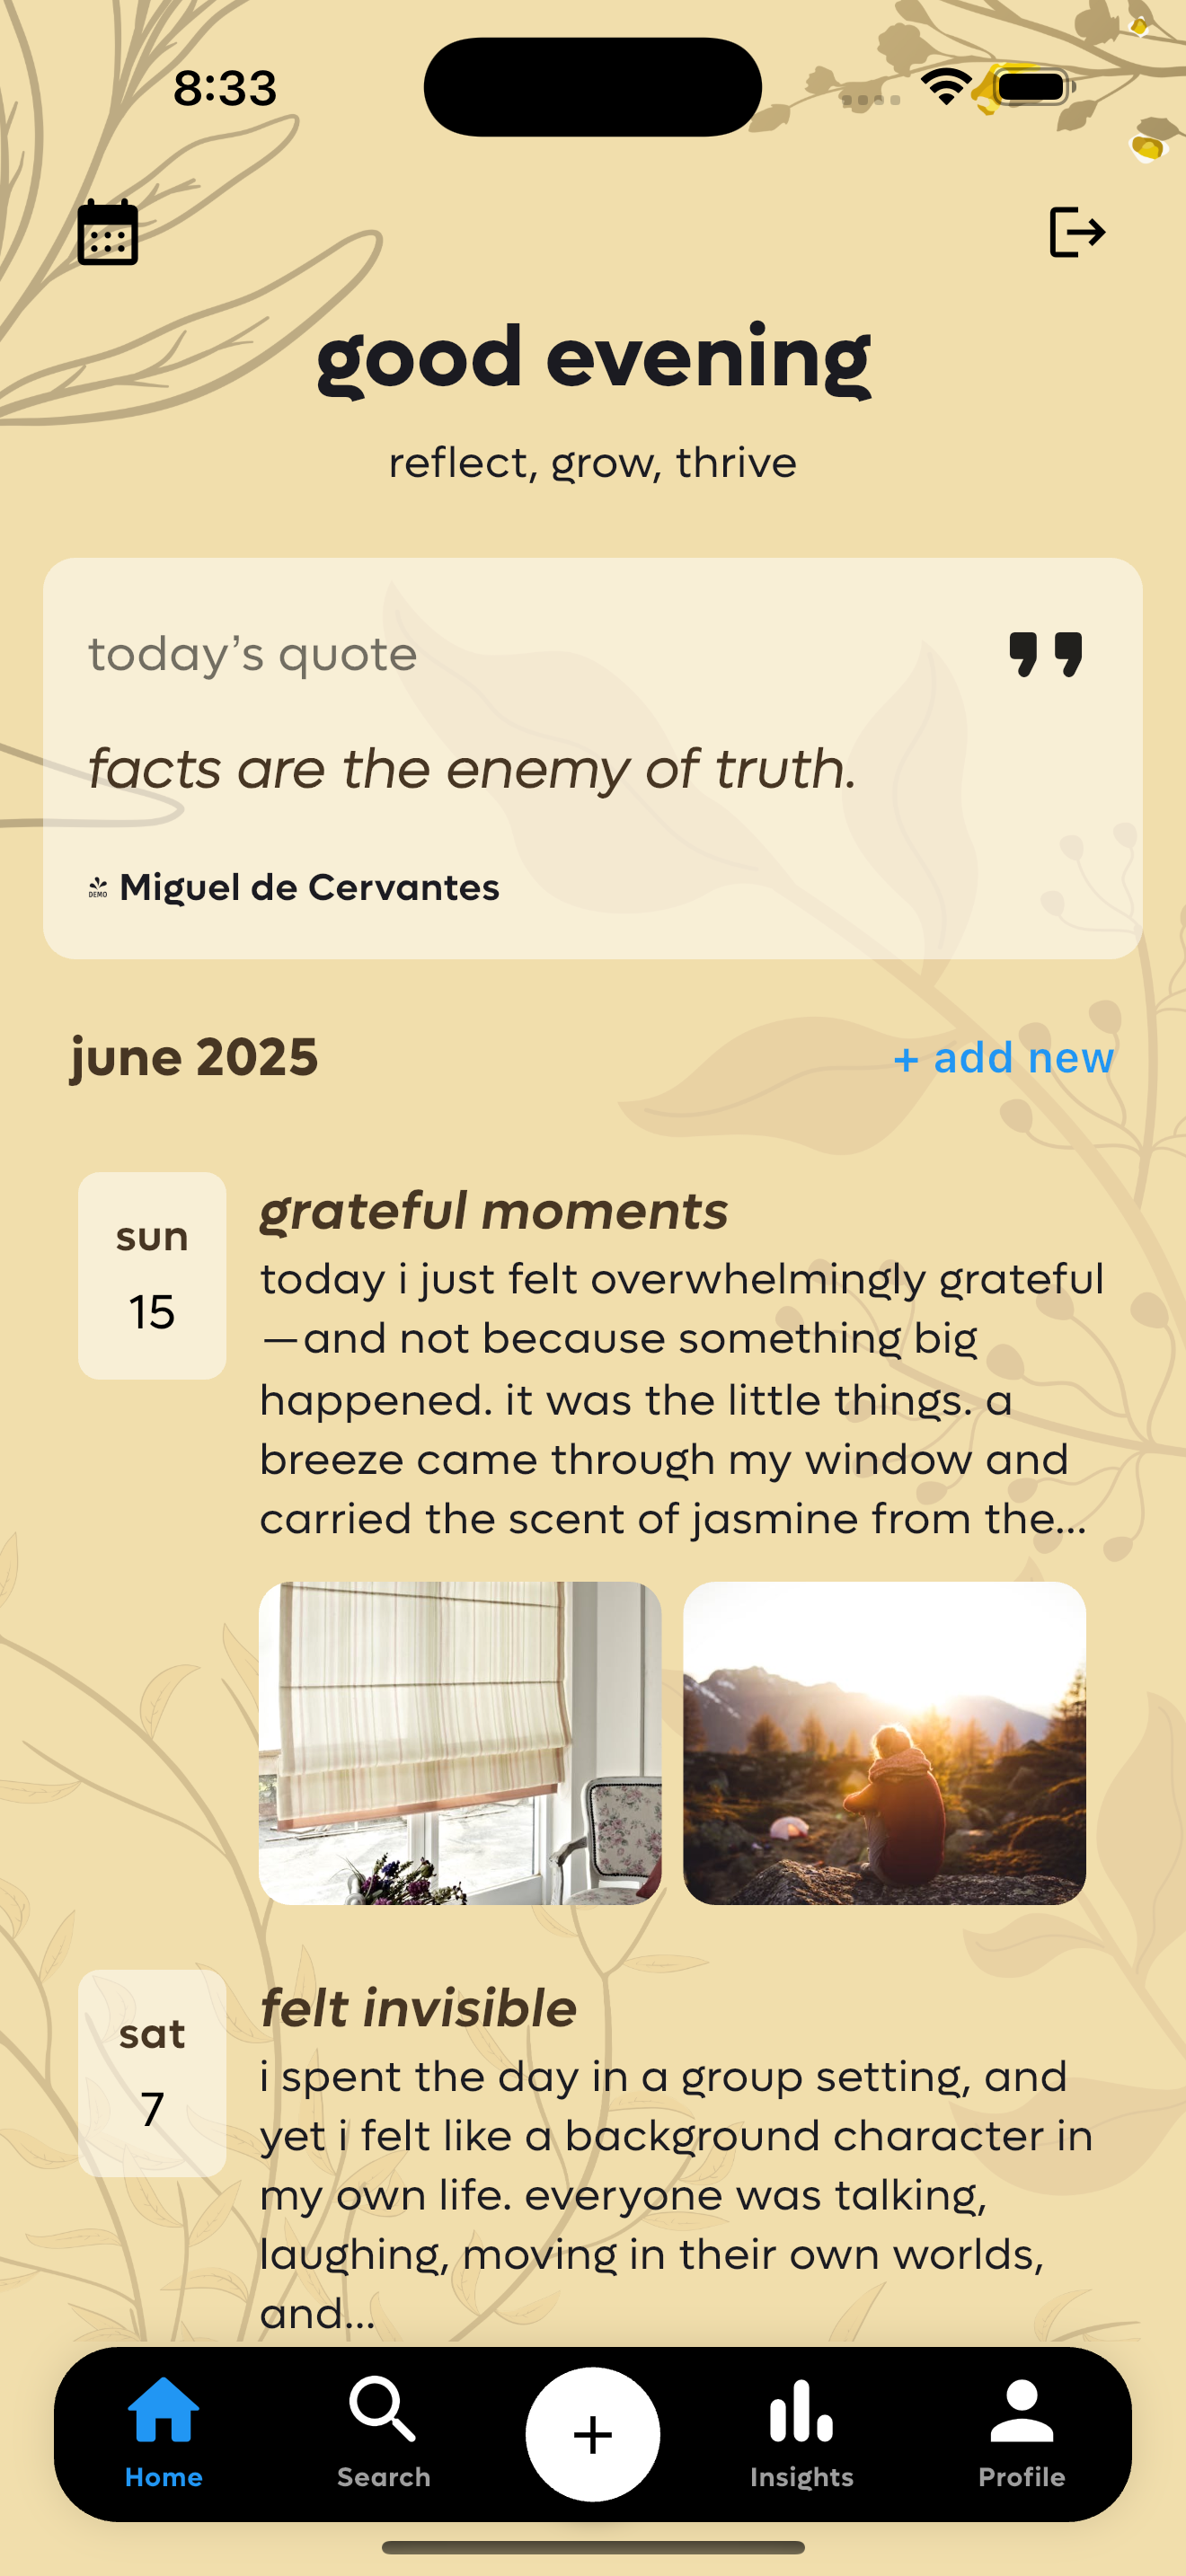 8:33
good evening
reflect, grow, thrive
today’s quote
facts are the enemy of truth.
DEMO Miguel de Cervantes
june 2025
+ add new
sun
15
grateful moments
today i just felt overwhelmingly grateful
—and not because something big
happened. it was the little things. a
breeze came through my window and
carried the scent of jasmine from the...
sat
7
felt invisible
i spent the day in a group setting, and
yet i felt like a background character in
my own life. everyone was talking,
laughing, moving in their own worlds,
and...
Home
Search
+
Insights
Profile